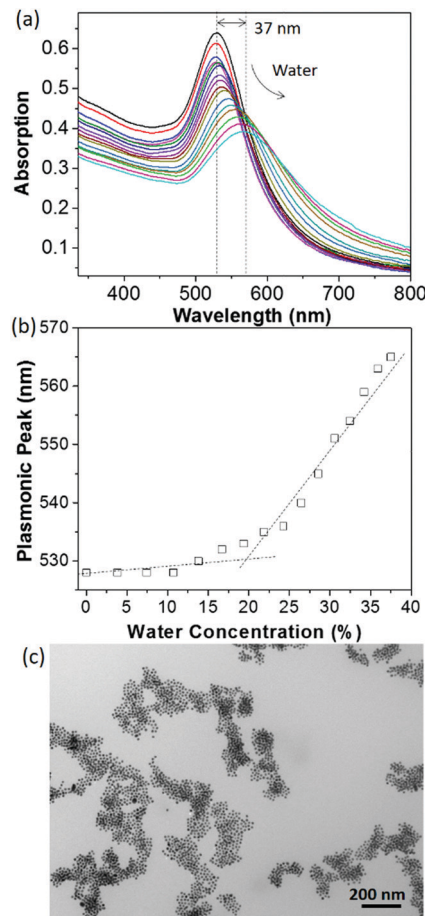 (a)
37 nm
Water
0.6
0.5
0.4
0.3
0.2
0.1
Absorption
400 500 600 700 800
Wavelength (nm)
(b)
570
560
550
540
530
Plasmonic Peak (nm)
0 5 10 15 20 25 30 35 40
Water Concentration (%)
(c)
200 nm